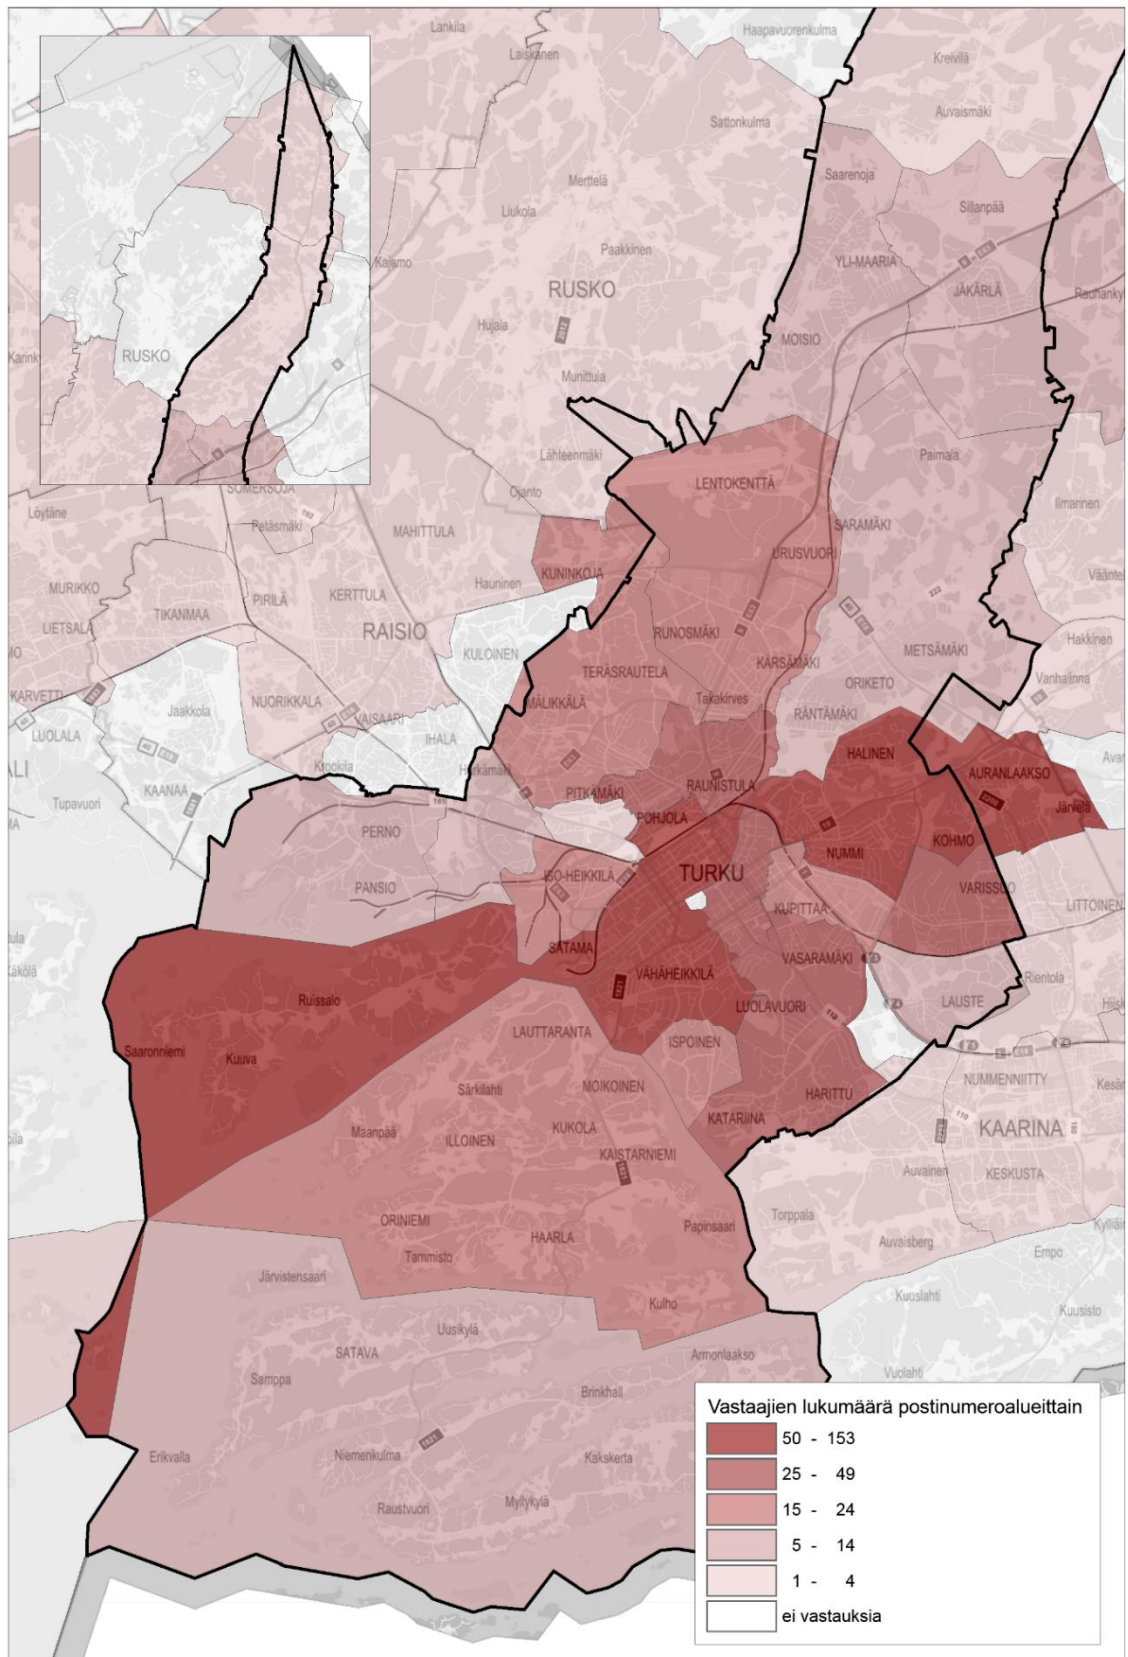 Lankila
Haapavuorenkulma
Laiskanen
Kreivilä
Auvaismäki
Sattonkulma
Saarenoja
Merttelä
Sillanpää
Liukola
Paakkinen
Kajamo
YLI-MAARIA
JÄKÄRLÄ
RUSKO
Hujala
MOISIO
RUSKO
Munittula
Lähteenmäki
Paimala
LENTOKENTTÄ
SOMERSOJA
Ojanto
Löytäne
Petäsmäki
Ilmarinen
MAHITTULA
SARAMÄKI
URUSVUORI
KUNINKOJA
Hauninen
MURIKKO
TIKANMAA
PIRILÄ
KERTTULA
LIETSALA
RAISIO
RUNOSMÄKI
METSÄMÄKI
Hakkinen
KULOINEN
TERÄSRAUTELA
KÄRSÄMÄKI
ORIKETO
Vanhalinna
KARVETTI
NUORIKKALA
Takakirves
MÄLIKKÄLÄ
RÄNTÄMÄKI
Jaakkola
VAISAARI
LUOLALA
IHALA
HALINEN
Krookila
AURANLAAKSO
KAANAA
RAUNISTULA
PITKÄMÄKI
Tupavuori
Järvelä
POHJOLA
PERNO
KOHMO
NUMMI
TURKU
ISO-HEIKKILÄ
PANSIO
VARISSUO
LITTOINEN
KUPITTAA
SATAMA
VASARAMÄKI
VÄHÄHEIKKILÄ
Rientola
Ruissalo
LUOLAVUORI
LAUSTE
LAUTTARANTA
ISPOINEN
Saaronniemi
Kuuva
Särkilahti
MOIKOINEN
NUMMENNIITTY
HARITTU
KATARIINA
Maanpää
ILLOINEN
KUKOLA
KAARINA
KAISTARNIEMI
Auvainen
KESKUSTA
ORINIEMI
Papinsaari
Torppala
HAARLA
Auvaisberg
Tammisto
Empo
Järvistensaari
Kuuslahti
Kulho
Kuusisto
Uusikylä
SATAVA
Armonlaakso
Vuolahti
Samppa
Brinkhall
Vastaajien lukumäärä postinumeroalueittain
50 - 153
25 - 49
15 - 24
5 - 14
1 - 4
ei vastauksia
Erikvalla
Niemenkulma
Kakskerta
Raustvuori
Myllykylä